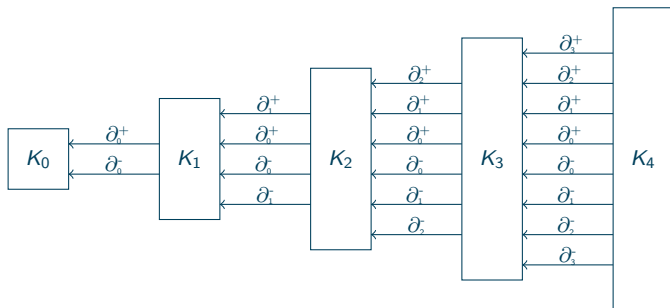 ∂₃⁺
∂₂⁺ ∂₂⁺
∂₁⁺ ∂₁⁺ ∂₁⁺
∂₀⁺ ∂₀⁺ ∂₀⁺ ∂₀⁺
K₀ K₁ K₂ K₃ K₄
∂₀⁻ ∂₀⁻ ∂₀⁻ ∂₀⁻
∂₁⁻ ∂₁⁻ ∂₁⁻
∂₂⁻ ∂₂⁻
∂₃⁻